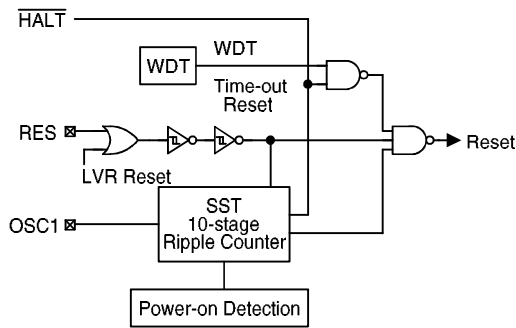 HALT
WDT
WDT
Time-out
Reset
RES
Reset
LVR Reset
SST
10-stage
Ripple Counter
OSC1
Power-on Detection